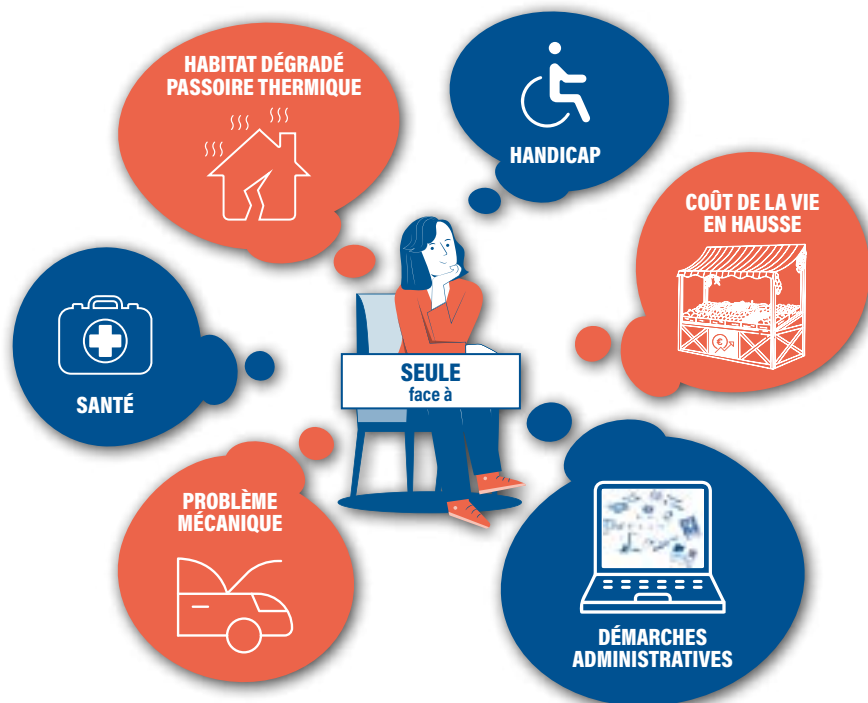 HABITAT DÉGRADÉ
PASSOIRE THERMIQUE
HANDICAP
COÛT DE LA VIE
EN HAUSSE
€
SANTÉ
SEULE
face à
PROBLÈME
MÉCANIQUE
DÉMARCHES
ADMINISTRATIVES